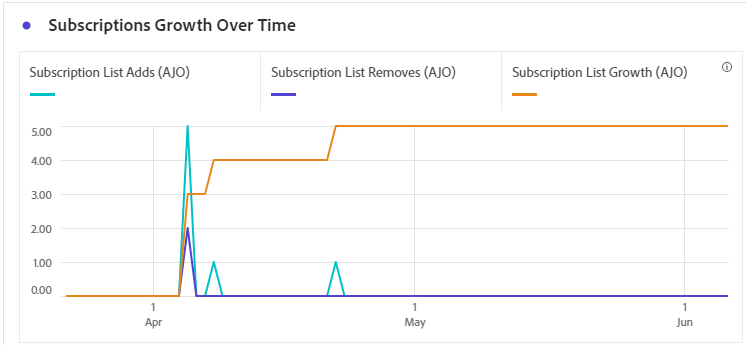 Subscriptions Growth Over Time
Subscription List Adds (AJO)
Subscription List Removes (AJO)
Subscription List Growth (AJO)
5.00
4.00
3.00
2.00
1.00
0.00
1 1 1
Apr May Jun